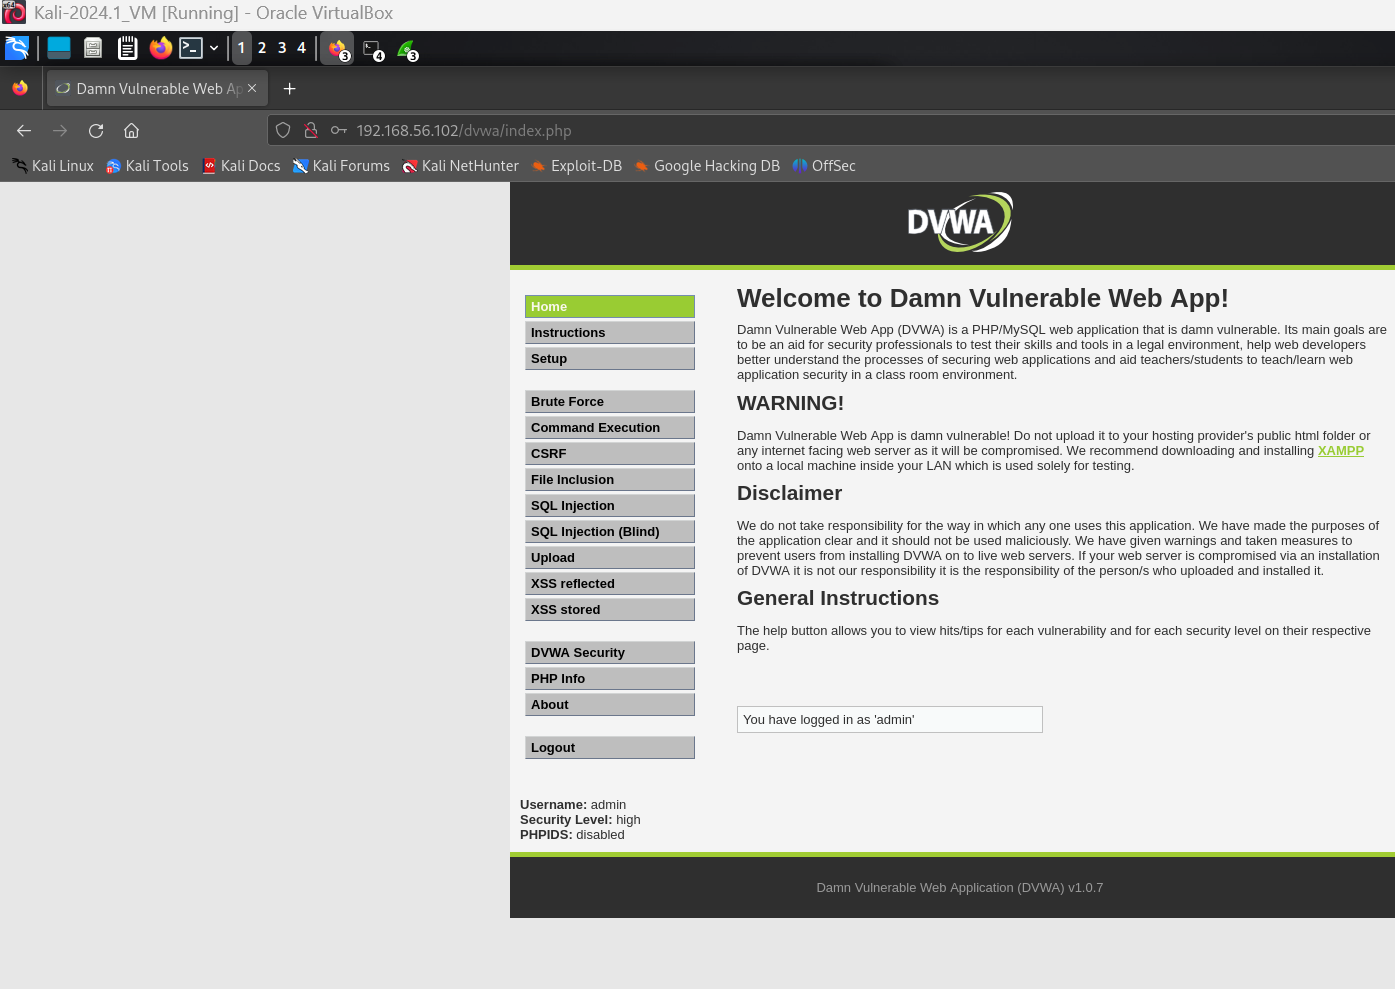 Kali-2024.1_VM [Running] - Oracle VirtualBox
1 2 3 4 3 4 3
Damn Vulnerable Web Ap
192.168.56.102/dvwa/index.php
Kali Linux Kali Tools Kali Docs Kali Forums Kali NetHunter Exploit-DB Google Hacking DB OffSec
DVWA
Home
Instructions
Setup
Brute Force
Command Execution
CSRF
File Inclusion
SQL Injection
SQL Injection (Blind)
Upload
XSS reflected
XSS stored
DVWA Security
PHP Info
About
Logout
Username: admin
Security Level: high
PHPIDS: disabled
Welcome to Damn Vulnerable Web App!
Damn Vulnerable Web App (DVWA) is a PHP/MySQL web application that is damn vulnerable. Its main goals are
to be an aid for security professionals to test their skills and tools in a legal environment, help web developers
better understand the processes of securing web applications and aid teachers/students to teach/learn web
application security in a class room environment.
WARNING!
Damn Vulnerable Web App is damn vulnerable! Do not upload it to your hosting provider's public html folder or
any internet facing web server as it will be compromised. We recommend downloading and installing XAMPP
onto a local machine inside your LAN which is used solely for testing.
Disclaimer
We do not take responsibility for the way in which any one uses this application. We have made the purposes of
the application clear and it should not be used maliciously. We have given warnings and taken measures to
prevent users from installing DVWA on to live web servers. If your web server is compromised via an installation
of DVWA it is not our responsibility it is the responsibility of the person/s who uploaded and installed it.
General Instructions
The help button allows you to view hits/tips for each vulnerability and for each security level on their respective
page.
You have logged in as 'admin'
Damn Vulnerable Web Application (DVWA) v1.0.7